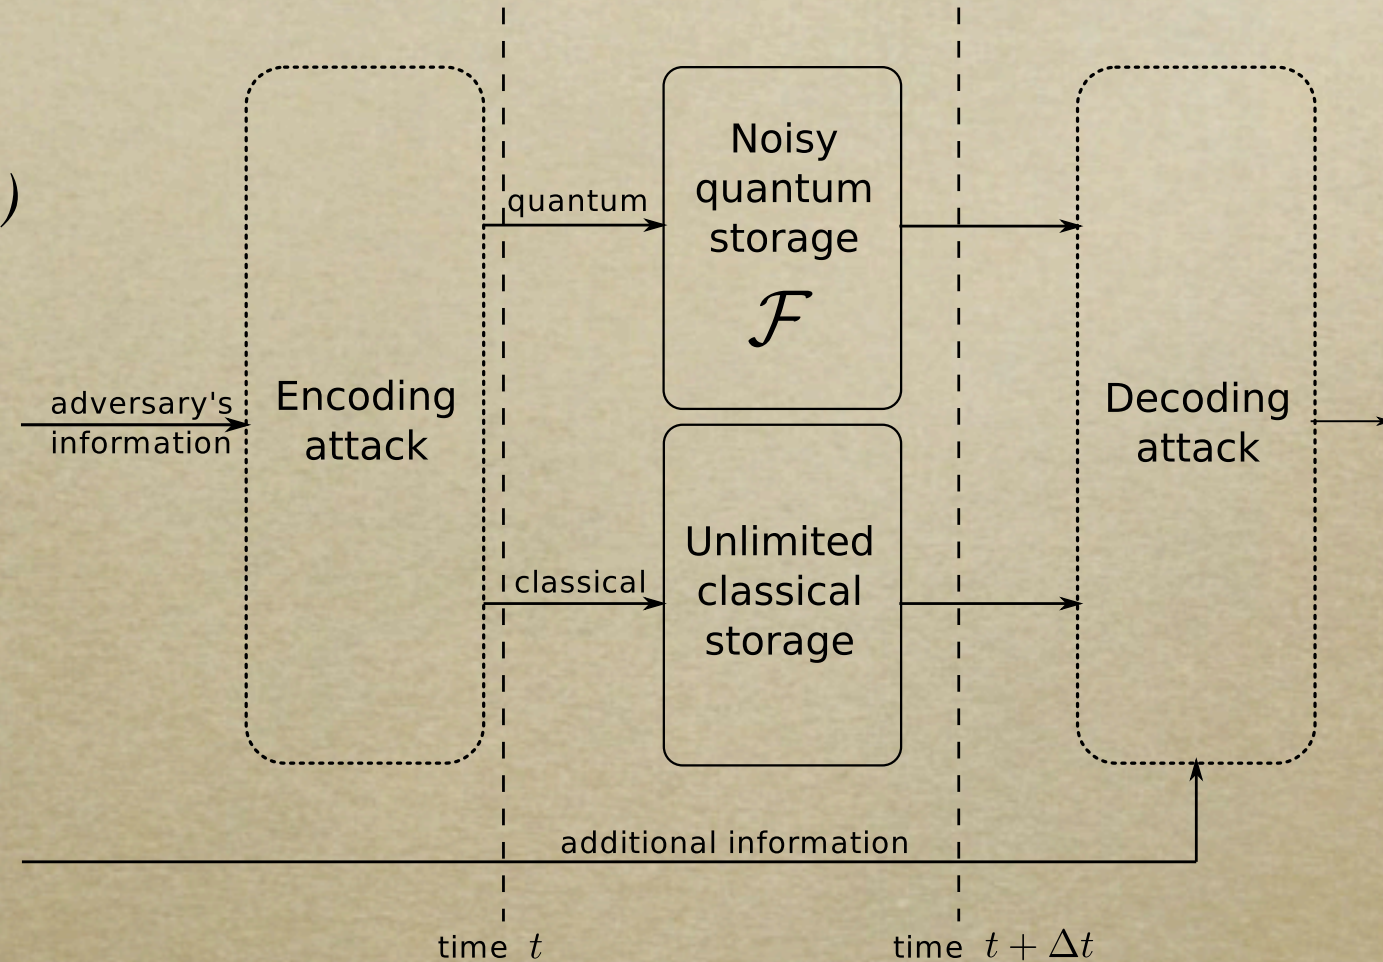 )
Noisy
quantum
storage
𝓕
quantum
adversary's
information
Encoding
attack
Decoding
attack
Unlimited
classical
storage
classical
additional information
time t
time t + Δt